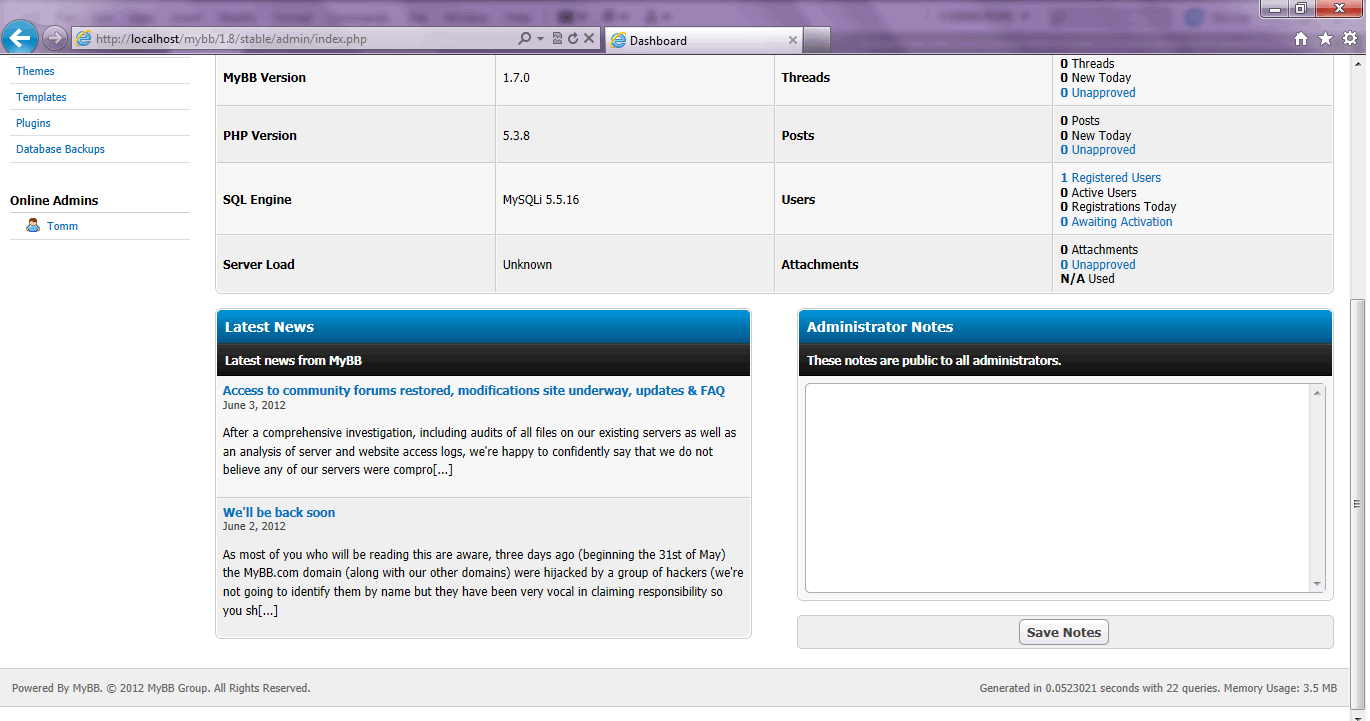 http://localhost/mybb/1.8/stable/admin/index.php
Dashboard
Themes
Templates
Plugins
Database Backups
Online Admins
Tomm
MyBB Version
1.7.0
Threads
0 Threads
0 New Today
0 Unapproved
PHP Version
5.3.8
Posts
0 Posts
0 New Today
0 Unapproved
SQL Engine
MySQLi 5.5.16
Users
1 Registered Users
0 Active Users
0 Registrations Today
0 Awaiting Activation
Server Load
Unknown
Attachments
0 Attachments
0 Unapproved
N/A Used
Latest News
Latest news from MyBB
Access to community forums restored, modifications site underway, updates & FAQ
June 3, 2012
After a comprehensive investigation, including audits of all files on our existing servers as well as
an analysis of server and website access logs, we're happy to confidently say that we do not
believe any of our servers were compro[...]
We'll be back soon
June 2, 2012
As most of you who will be reading this are aware, three days ago (beginning the 31st of May)
the MyBB.com domain (along with our other domains) were hijacked by a group of hackers (we're
not going to identify them by name but they have been very vocal in claiming responsibility so
you sh[...]
Administrator Notes
These notes are public to all administrators.
Save Notes
Powered By MyBB. © 2012 MyBB Group. All Rights Reserved.
Generated in 0.0523021 seconds with 22 queries. Memory Usage: 3.5 MB